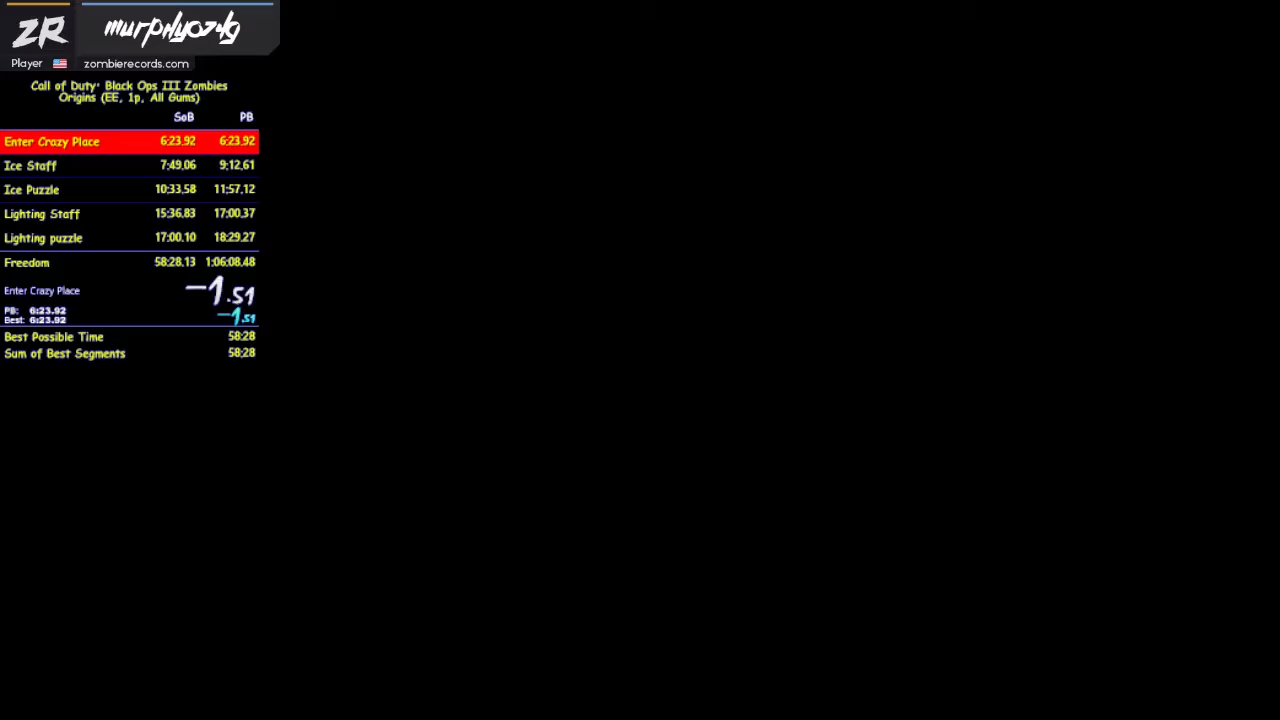 ZR murphyo74g
Player zombierecords.com
Call of Duty: Black Ops III Zombies
Origins (EE, 1p, All Gums)
SoB PB
Enter Crazy Place 6:23.92 6:23.92
Ice Staff 7:49.06 9:12.61
Ice Puzzle 10:33.58 11:57.12
Lighting Staff 15:36.83 17:00.37
Lighting puzzle 17:00.10 18:29.27
Freedom 58:28.13 1:06:08.48
Enter Crazy Place −1.51
PB: 6:23.92
Best: 6:23.92 −1.51
Best Possible Time 58:28
Sum of Best Segments 58:28